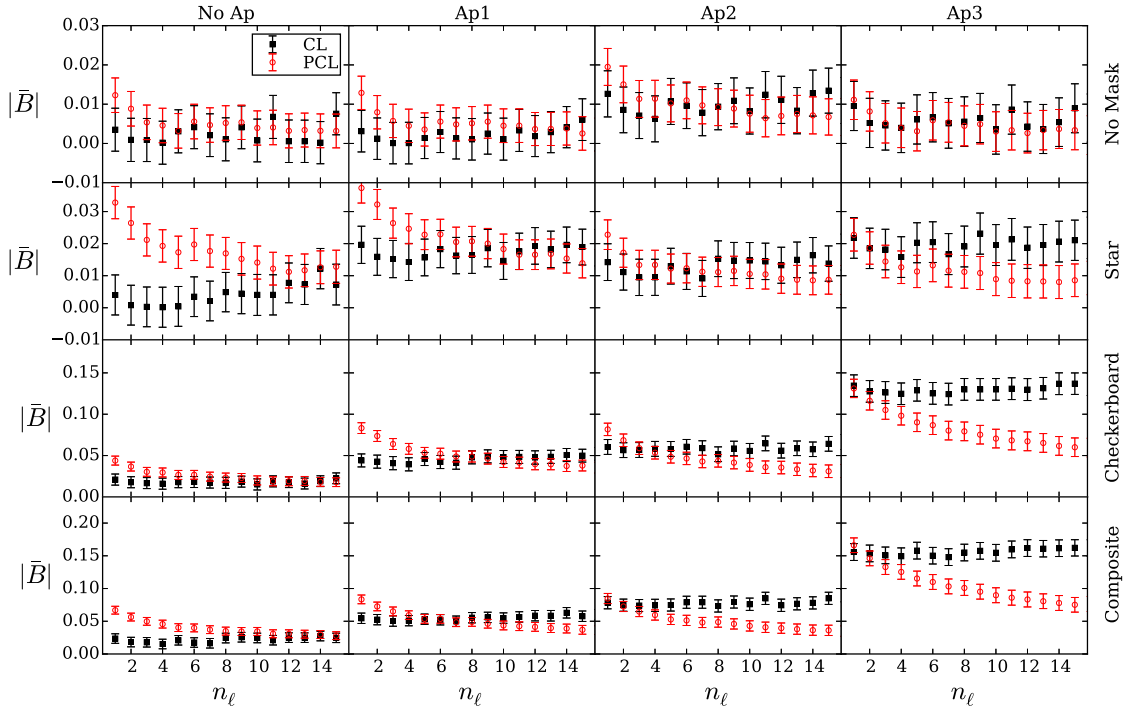 No Ap Ap1 Ap2 Ap3
CL
PCL
0.03
0.02
0.01
0.00
−0.01
|B̄|
No Mask
0.03
0.02
0.01
0.00
−0.01
|B̄|
Star
0.15
0.10
0.05
0.00
|B̄|
Checkerboard
0.20
0.15
0.10
0.05
0.00
|B̄|
Composite
2 4 6 8 10 12 14 2 4 6 8 10 12 14 2 4 6 8 10 12 14 2 4 6 8 10 12 14
nℓ nℓ nℓ nℓ